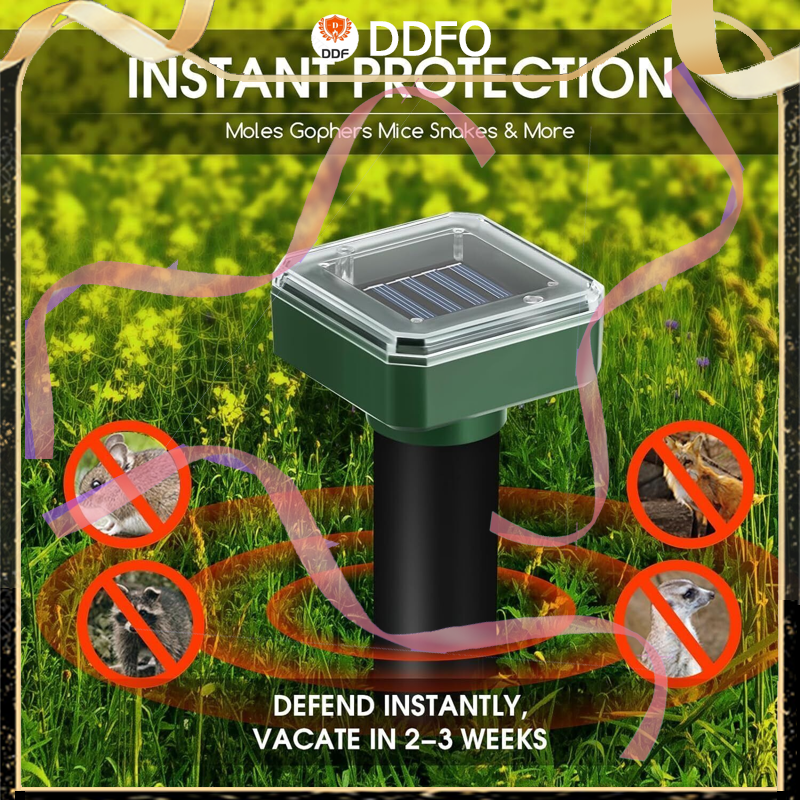 DDF
DDFO
INSTANT PROTECTION
Moles Gophers Mice Snakes & More
DEFEND INSTANTLY,
VACATE IN 2–3 WEEKS